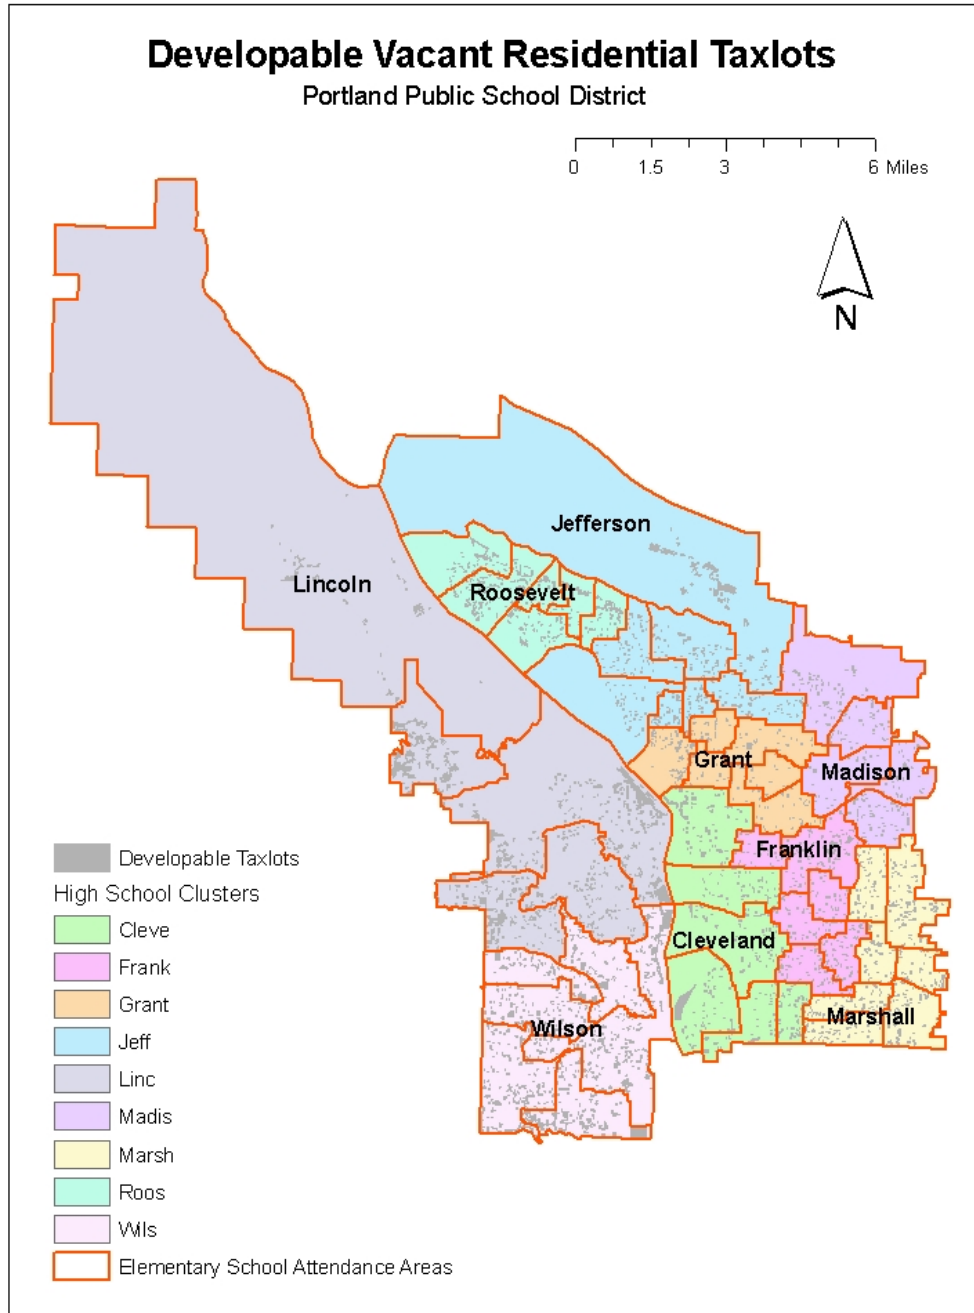 Developable Vacant Residential Taxlots
Portland Public School District
0 1.5 3 6 Miles
N
Jefferson
Lincoln
Roosevelt
Grant
Madison
Franklin
Cleveland
Marshall
Wilson
Developable Taxlots
High School Clusters
Cleve
Frank
Grant
Jeff
Linc
Madis
Marsh
Roos
Wils
Elementary School Attendance Areas